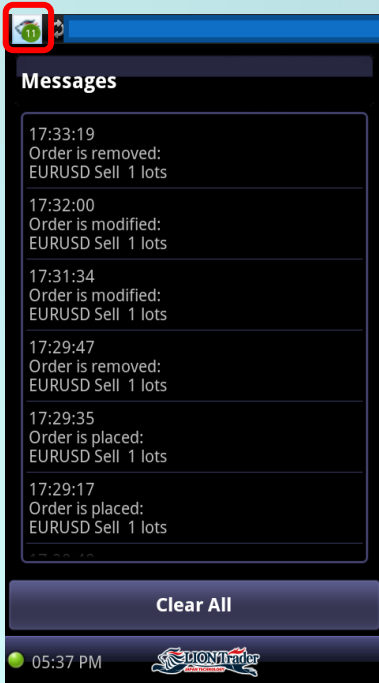 11
Messages
17:33:19
Order is removed:
EURUSD Sell 1 lots
17:32:00
Order is modified:
EURUSD Sell 1 lots
17:31:34
Order is modified:
EURUSD Sell 1 lots
17:29:47
Order is removed:
EURUSD Sell 1 lots
17:29:35
Order is placed:
EURUSD Sell 1 lots
17:29:17
Order is placed:
EURUSD Sell 1 lots
Clear All
05:37 PM
LIONTrader
JAPAN TECHNOLOGY